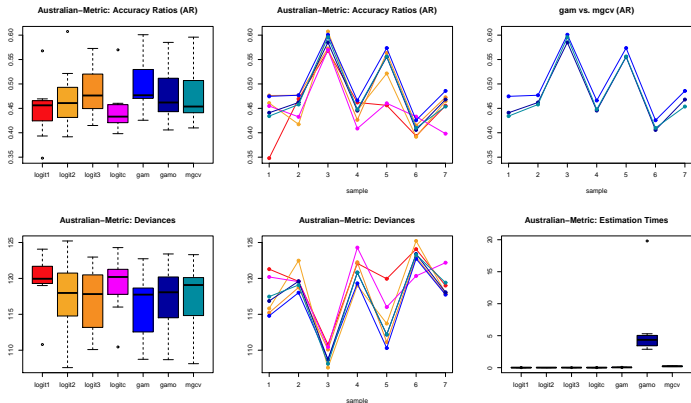 Australian−Metric: Accuracy Ratios (AR)
0.60
0.55
0.50
0.45
0.40
0.35
logit1 logit2 logit3 logitc gam gamo mgcv
Australian−Metric: Accuracy Ratios (AR)
0.60
0.55
0.50
0.45
0.40
0.35
1 2 3 4 5 6 7
sample
gam vs. mgcv (AR)
0.60
0.55
0.50
0.45
0.40
0.35
1 2 3 4 5 6 7
sample
Australian−Metric: Deviances
125
120
115
110
logit1 logit2 logit3 logitc gam gamo mgcv
Australian−Metric: Deviances
125
120
115
110
1 2 3 4 5 6 7
sample
Australian−Metric: Estimation Times
20
15
10
5
0
logit1 logit2 logit3 logitc gam gamo mgcv